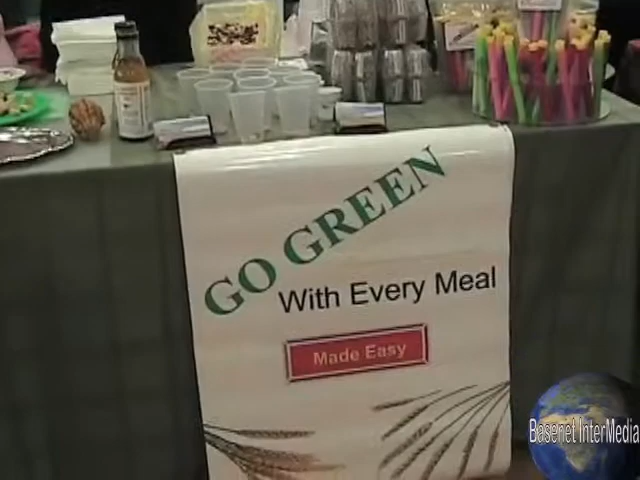 GO GREEN
With Every Meal
Made Easy
Basenet InterMedia